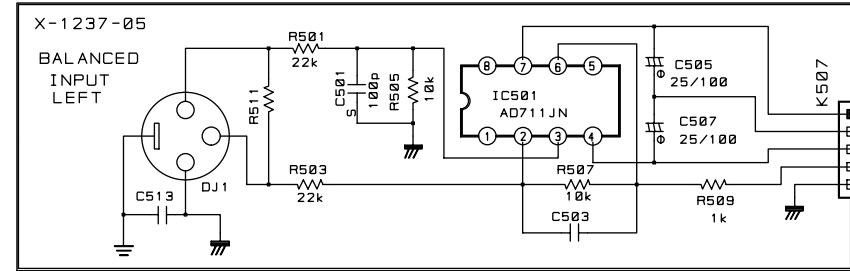 X-1237-05
BALANCED
INPUT
LEFT
R501
22k
R511
C501
100p
S
R505
10k
8 7 6 5
IC501
AD711JN
1 2 3 4
C505
25/100
C507
25/100
K507
DJ1
C513
R503
22k
R507
10k
C503
R509
1k